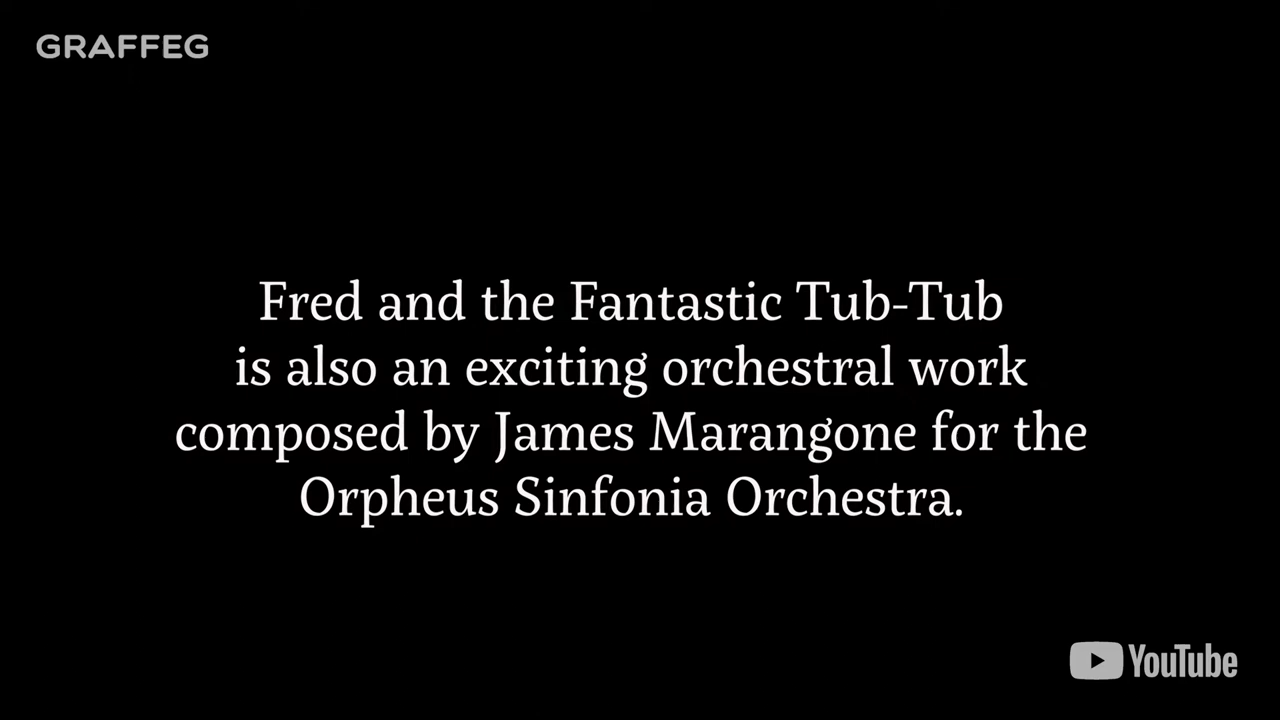 GRAFFEG
Fred and the Fantastic Tub-Tub
is also an exciting orchestral work
composed by James Marangone for the
Orpheus Sinfonia Orchestra.
YouTube